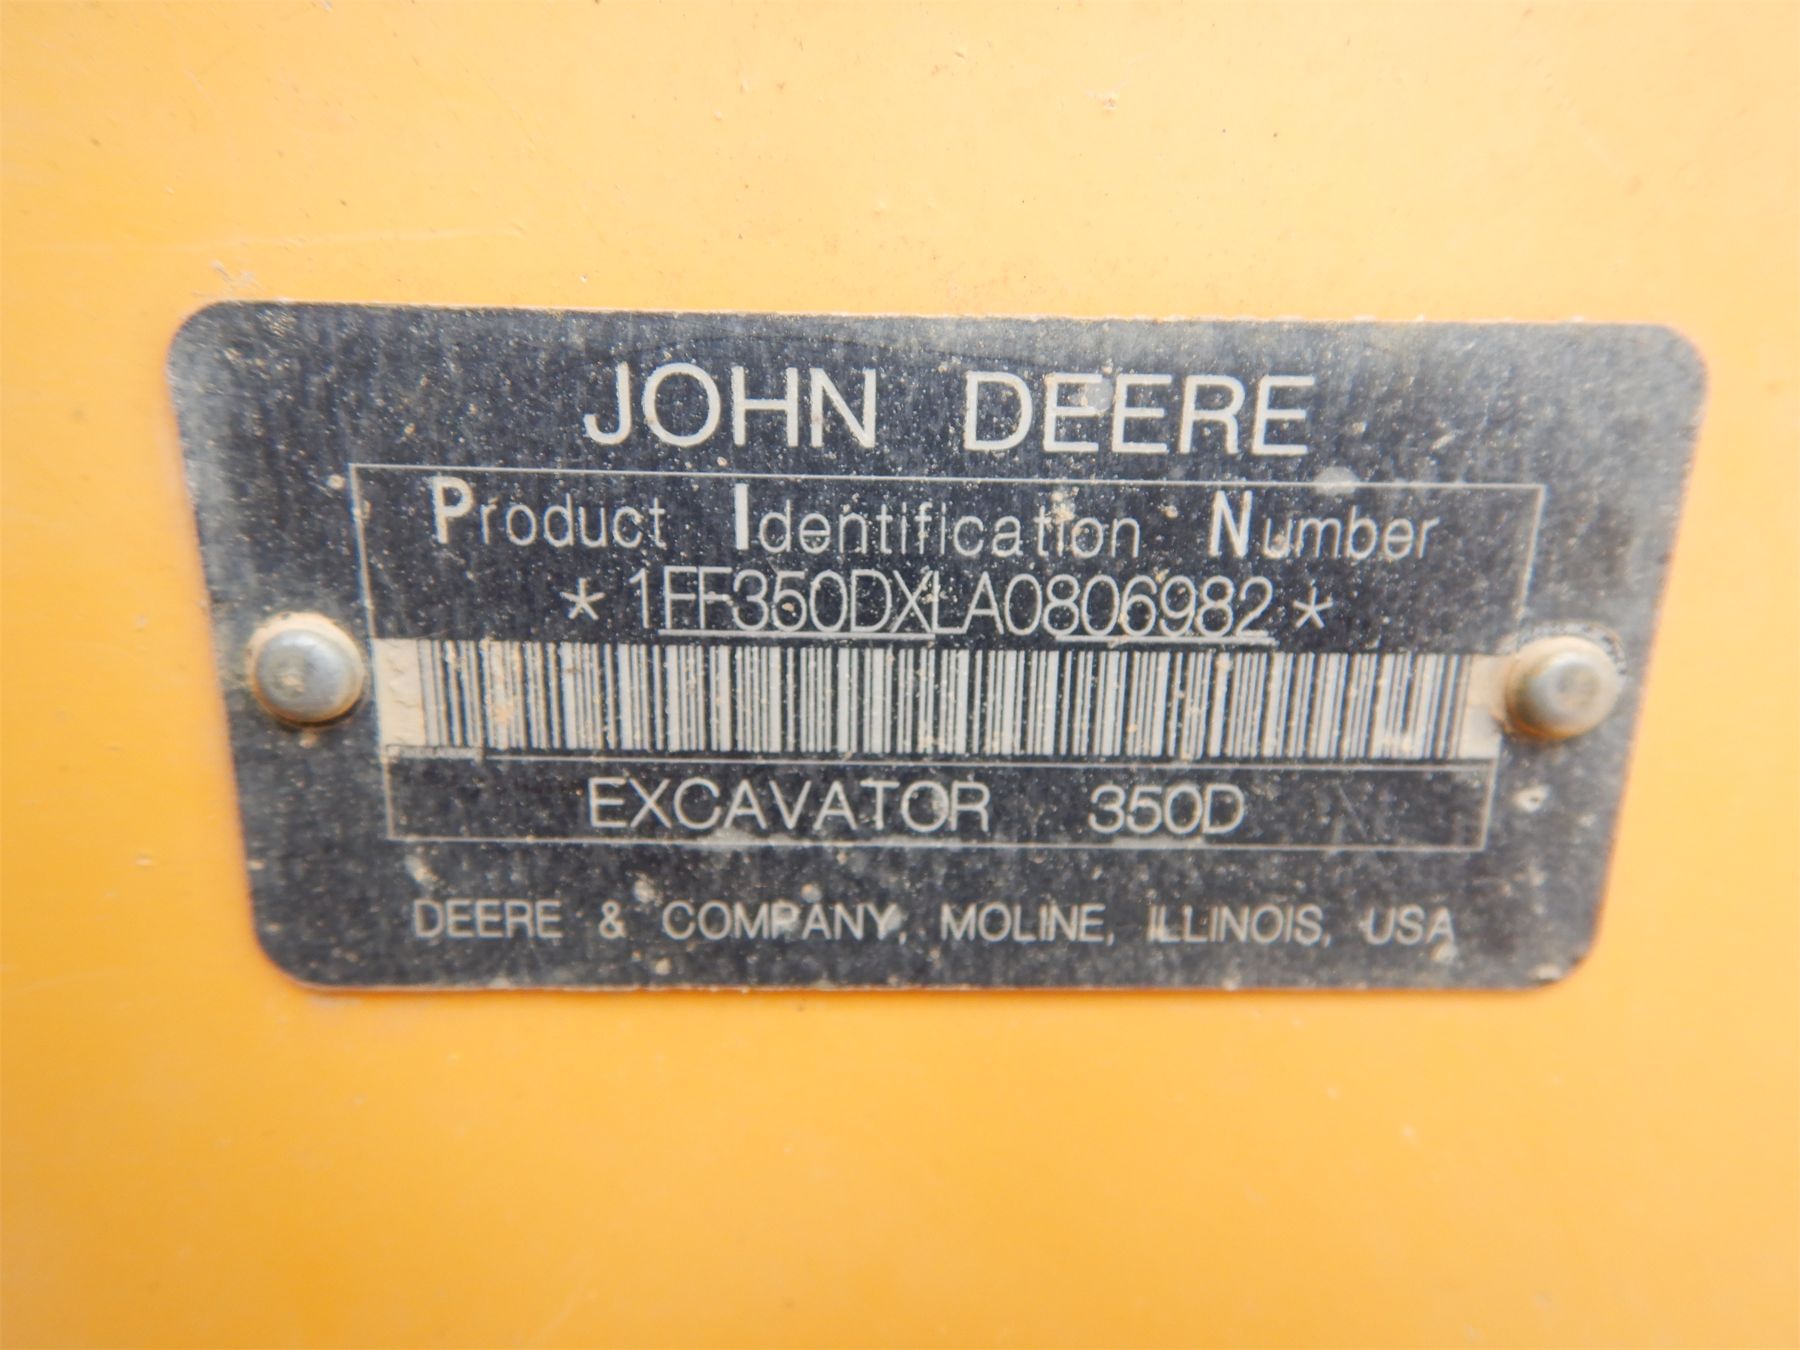 JOHN DEERE
Product Identification Number
*1FF350DXLA0806982*
EXCAVATOR 350D
DEERE & COMPANY, MOLINE, ILLINOIS, USA